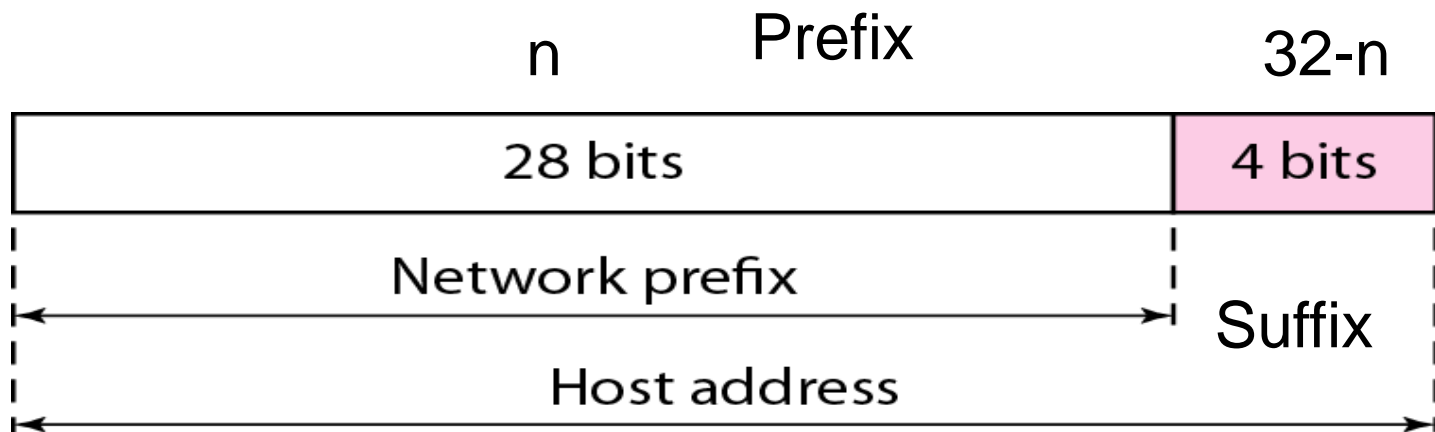 n Prefix 32-n
28 bits 4 bits
Network prefix
Suffix
Host address